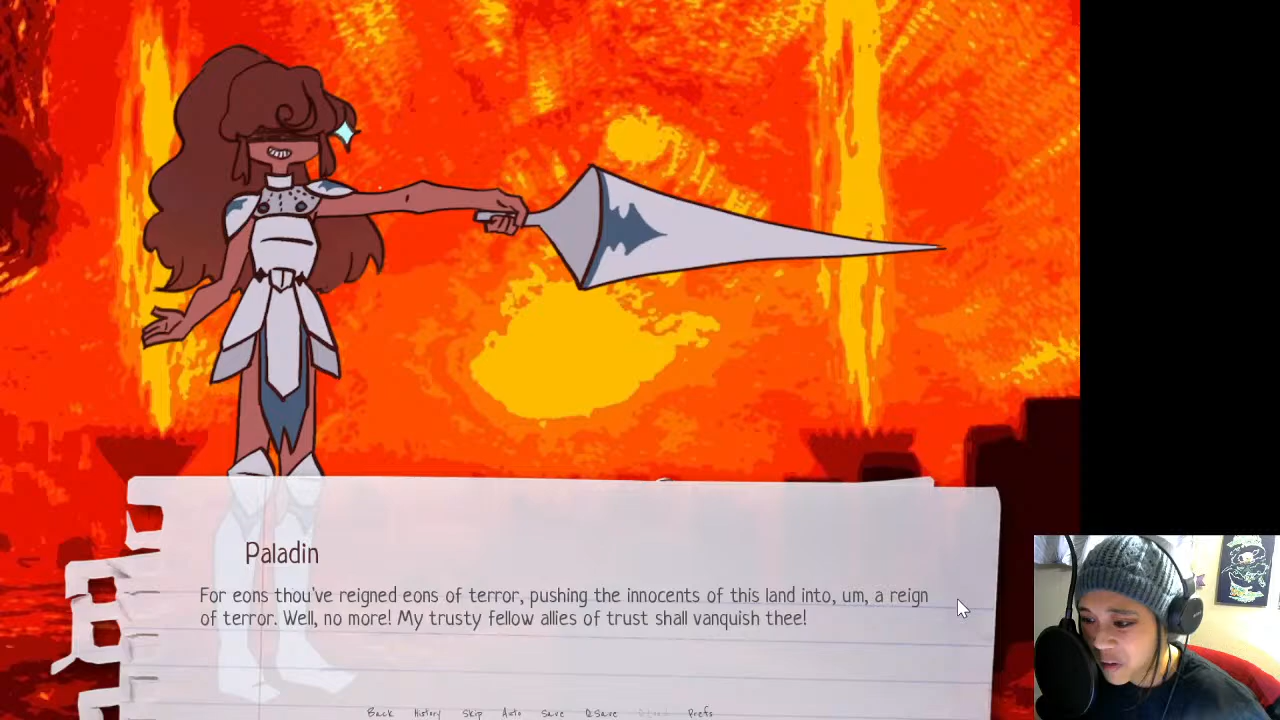 Paladin
For eons thou've reigned eons of terror, pushing the innocents of this land into, um, a reign
of terror. Well, no more! My trusty fellow allies of trust shall vanquish thee!
Back History Skip Auto Save Q.Save Q.Load Prefs